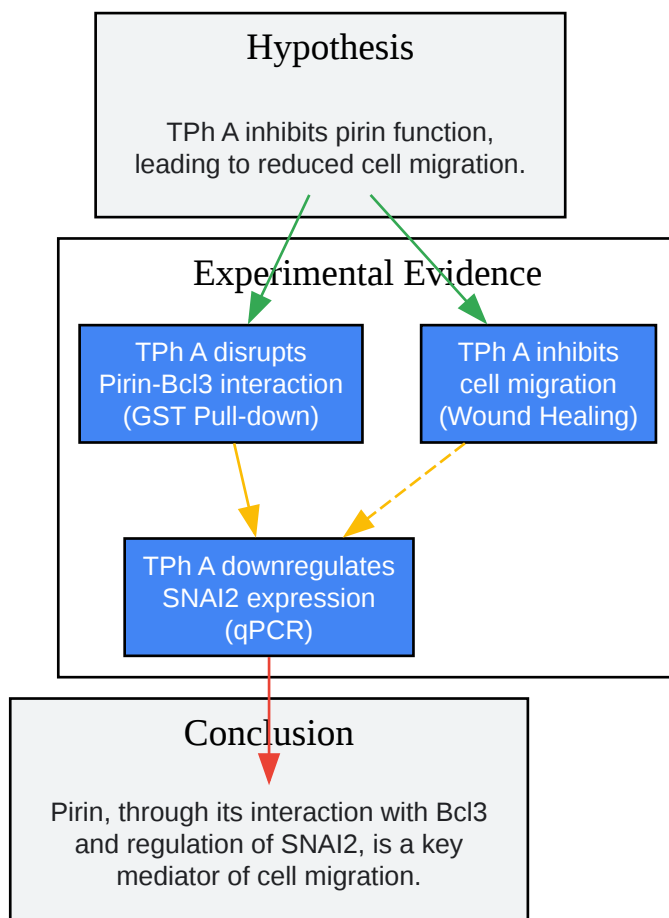 Hypothesis
TPh A inhibits pirin function,
leading to reduced cell migration.
Experimental Evidence
TPh A disrupts
Pirin-Bcl3 interaction
(GST Pull-down)
TPh A inhibits
cell migration
(Wound Healing)
TPh A downregulates
SNAI2 expression
(qPCR)
Conclusion
Pirin, through its interaction with Bcl3
and regulation of SNAI2, is a key
mediator of cell migration.